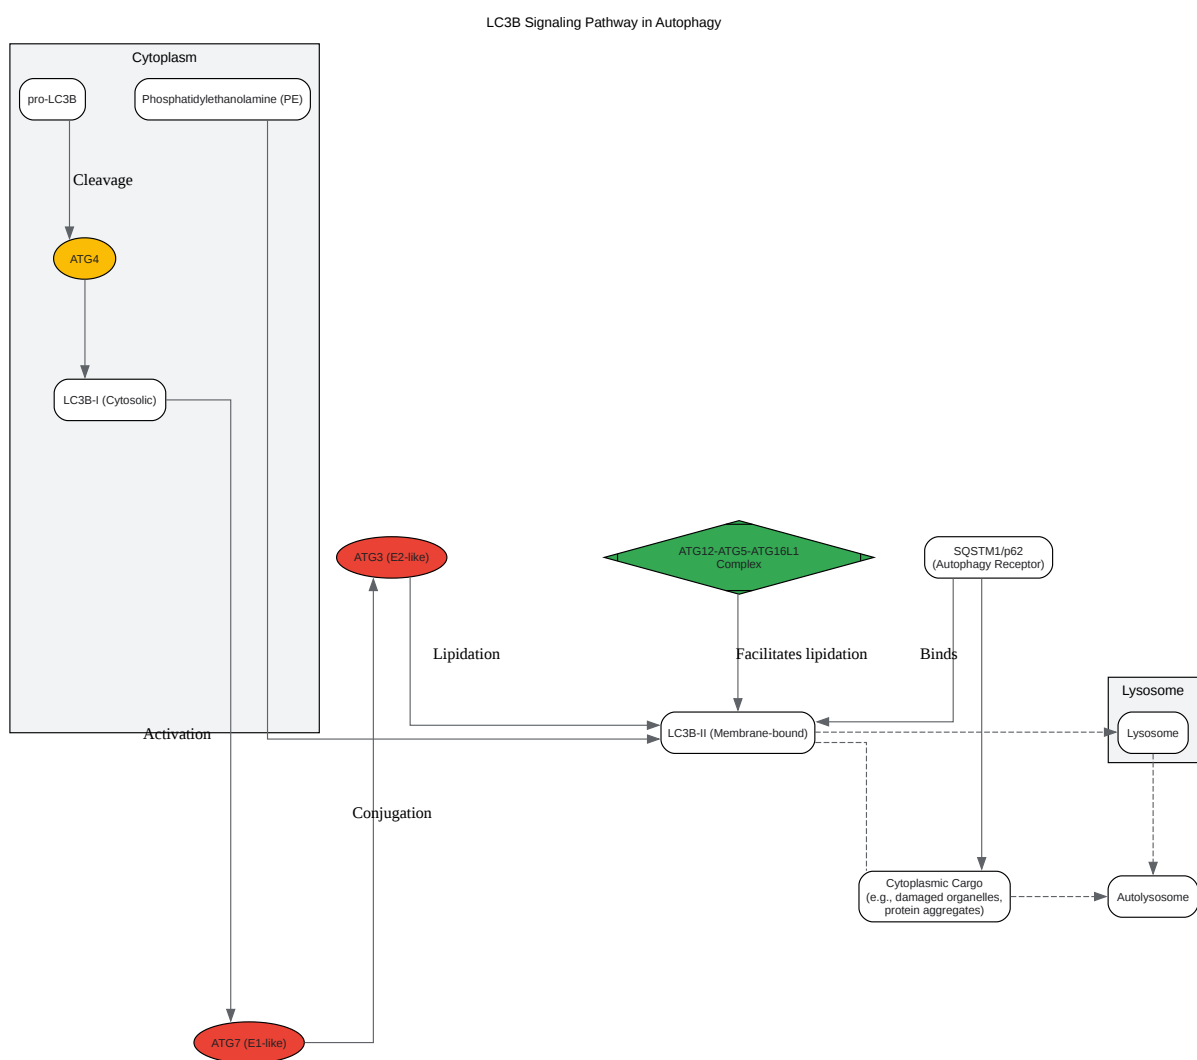 LC3B Signaling Pathway in Autophagy
Cytoplasm
pro-LC3B
Phosphatidylethanolamine (PE)
Cleavage
ATG4
LC3B-I (Cytosolic)
ATG3 (E2-like)
ATG12-ATG5-ATG16L1
Complex
SQSTM1/p62
(Autophagy Receptor)
Lipidation
Facilitates lipidation
Binds
Lysosome
Activation
LC3B-II (Membrane-bound)
Lysosome
Conjugation
Cytoplasmic Cargo
(e.g., damaged organelles,
protein aggregates)
Autolysosome
ATG7 (E1-like)